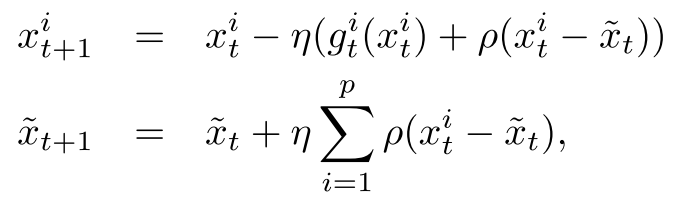 x^i_{t+1} = x^i_t − η(g^i_t(x^i_t) + ρ(x^i_t − x̃_t))
x̃_{t+1} = x̃_t + η ∑_{i=1}^{p} ρ(x^i_t − x̃_t),